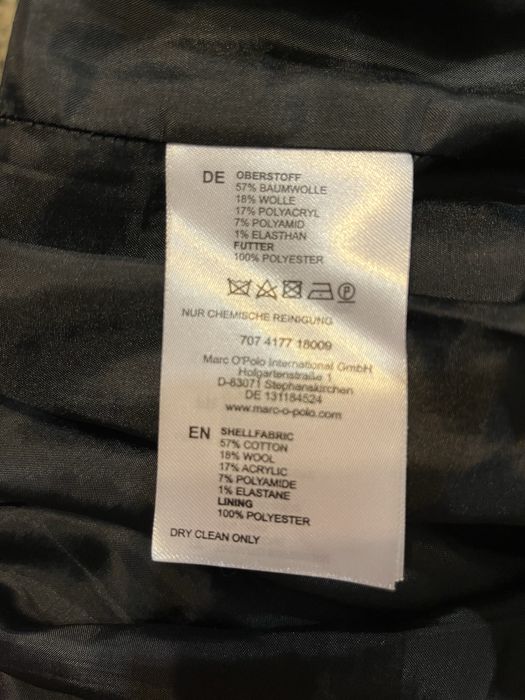 DE OBERSTOFF
57% BAUMWOLLE
18% WOLLE
17% POLYACRYL
7% POLYAMID
1% ELASTHAN
FUTTER
100% POLYESTER
P
NUR CHEMISCHE REINIGUNG
707 4177 18009
Marc O'Polo International GmbH
Hofgartenstraße 1
D-83071 Stephanskirchen
DE 131184524
www.marc-o-polo.com
EN SHELLFABRIC
57% COTTON
18% WOOL
17% ACRYLIC
7% POLYAMIDE
1% ELASTANE
LINING
100% POLYESTER
DRY CLEAN ONLY